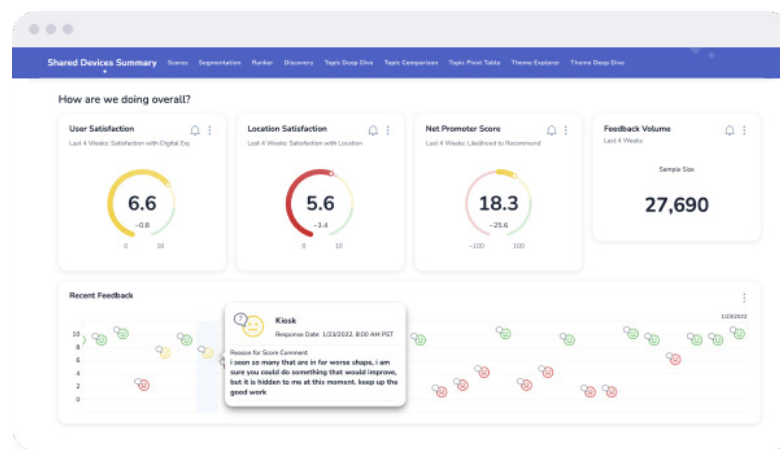 Shared Devices Summary Scores Segmentation Ranker Discovery Topic Deep Dive Topic Comparison Topic Pivot Table Theme Explorer Theme Deep Dive
How are we doing overall?
User Satisfaction
Last 4 Weeks: Satisfaction with Digital Exp
6.6
-0.8
0 10
Location Satisfaction
Last 4 Weeks: Satisfaction with Location
5.6
-3.4
0 10
Net Promoter Score
Last 4 Weeks: Likelihood to Recommend
18.3
-25.6
-100 100
Feedback Volume
Last 4 Weeks
Sample Size
27,690
Recent Feedback
1/23/2022
10
8
6
4
2
0
7
Kiosk
Response Date: 1/23/2022, 8:00 AM PST
Reason for Score Comment
i seen so many that are in far worse shape, i am
sure you could do something that would improve,
but it is hidden to me at this moment. keep up the
good work